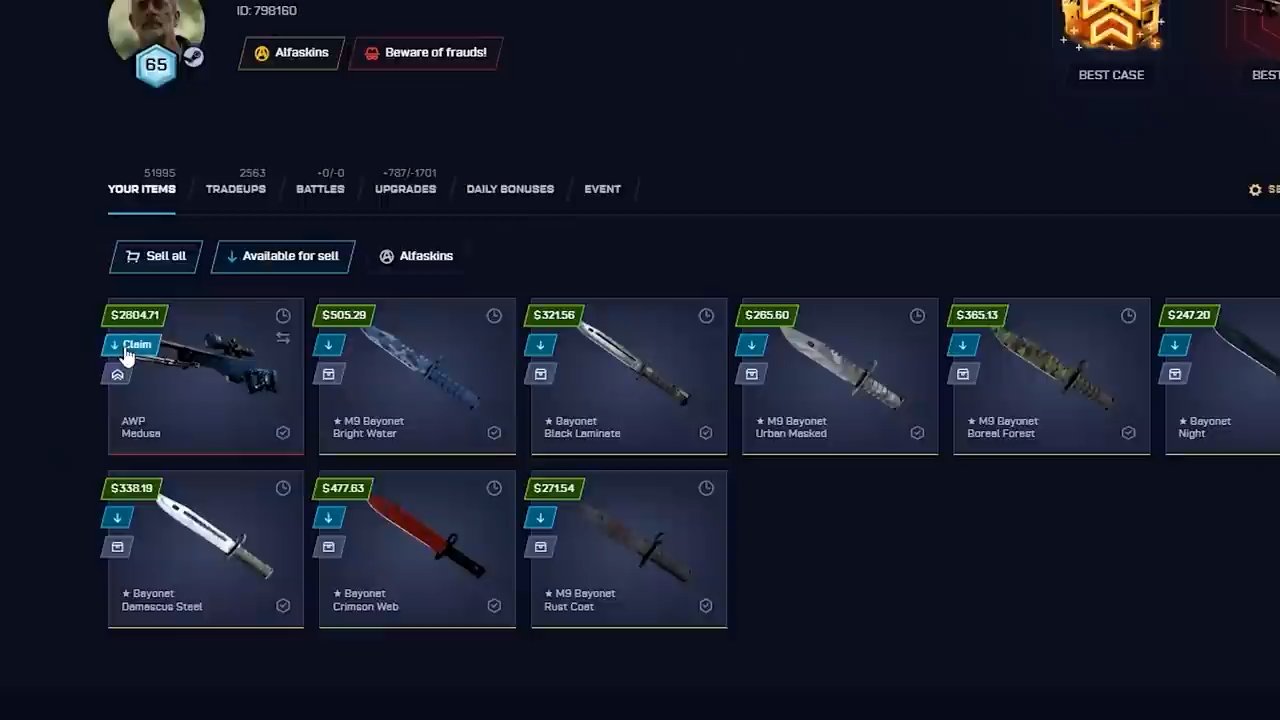 ID: 798160
65
Alfaskins
Beware of frauds!
BEST CASE
51995
YOUR ITEMS
2563
TRADEUPS
+0/-0
BATTLES
+787/-1701
UPGRADES
DAILY BONUSES
EVENT
Sell all
Available for sell
Alfaskins
$2804.71
Claim
AWP
Medusa
$505.29
★ M9 Bayonet
Bright Water
$321.56
★ Bayonet
Black Laminate
$265.60
★ M9 Bayonet
Urban Masked
$365.13
★ M9 Bayonet
Boreal Forest
$247.20
★ Bayonet
Night
$338.19
★ Bayonet
Damascus Steel
$477.63
★ Bayonet
Crimson Web
$271.54
★ M9 Bayonet
Rust Coat